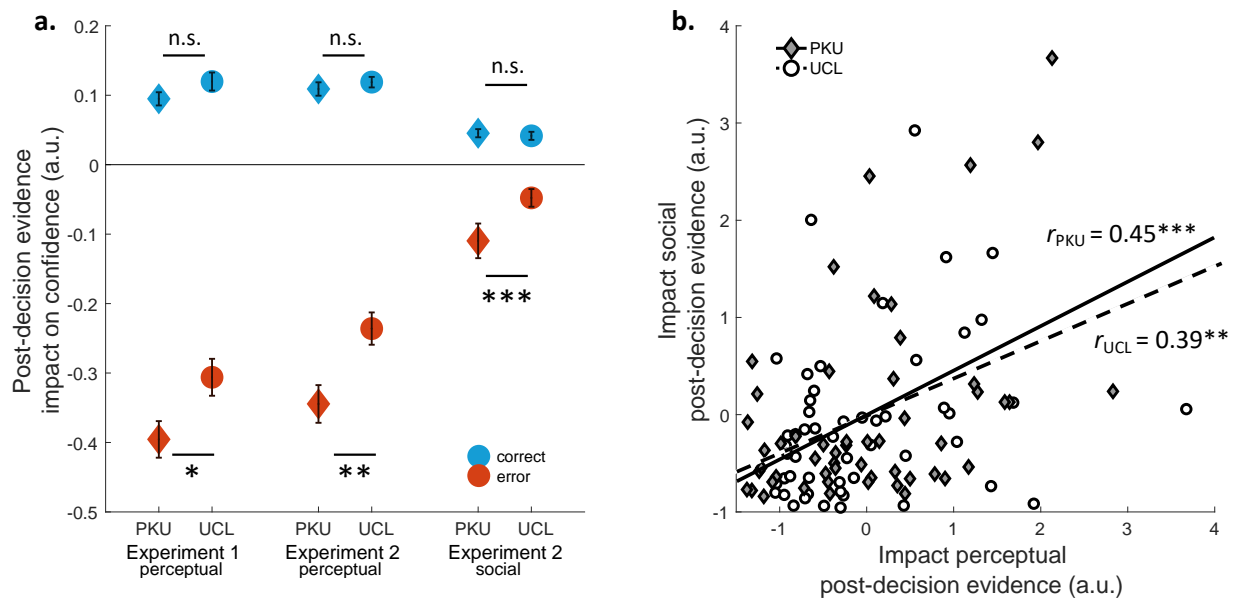 a.
Post-decision evidence
impact on confidence (a.u.)
0.2
0.1
0
-0.1
-0.2
-0.3
-0.4
-0.5
n.s.
n.s.
n.s.
*
**
***
correct
error
PKU UCL
PKU UCL
PKU UCL
Experiment 1
perceptual
Experiment 2
perceptual
Experiment 2
social
b.
Impact social
post-decision evidence (a.u.)
4
3
2
1
0
-1
PKU
UCL
rPKU = 0.45***
rUCL = 0.39**
-1 0 1 2 3 4
Impact perceptual
post-decision evidence (a.u.)